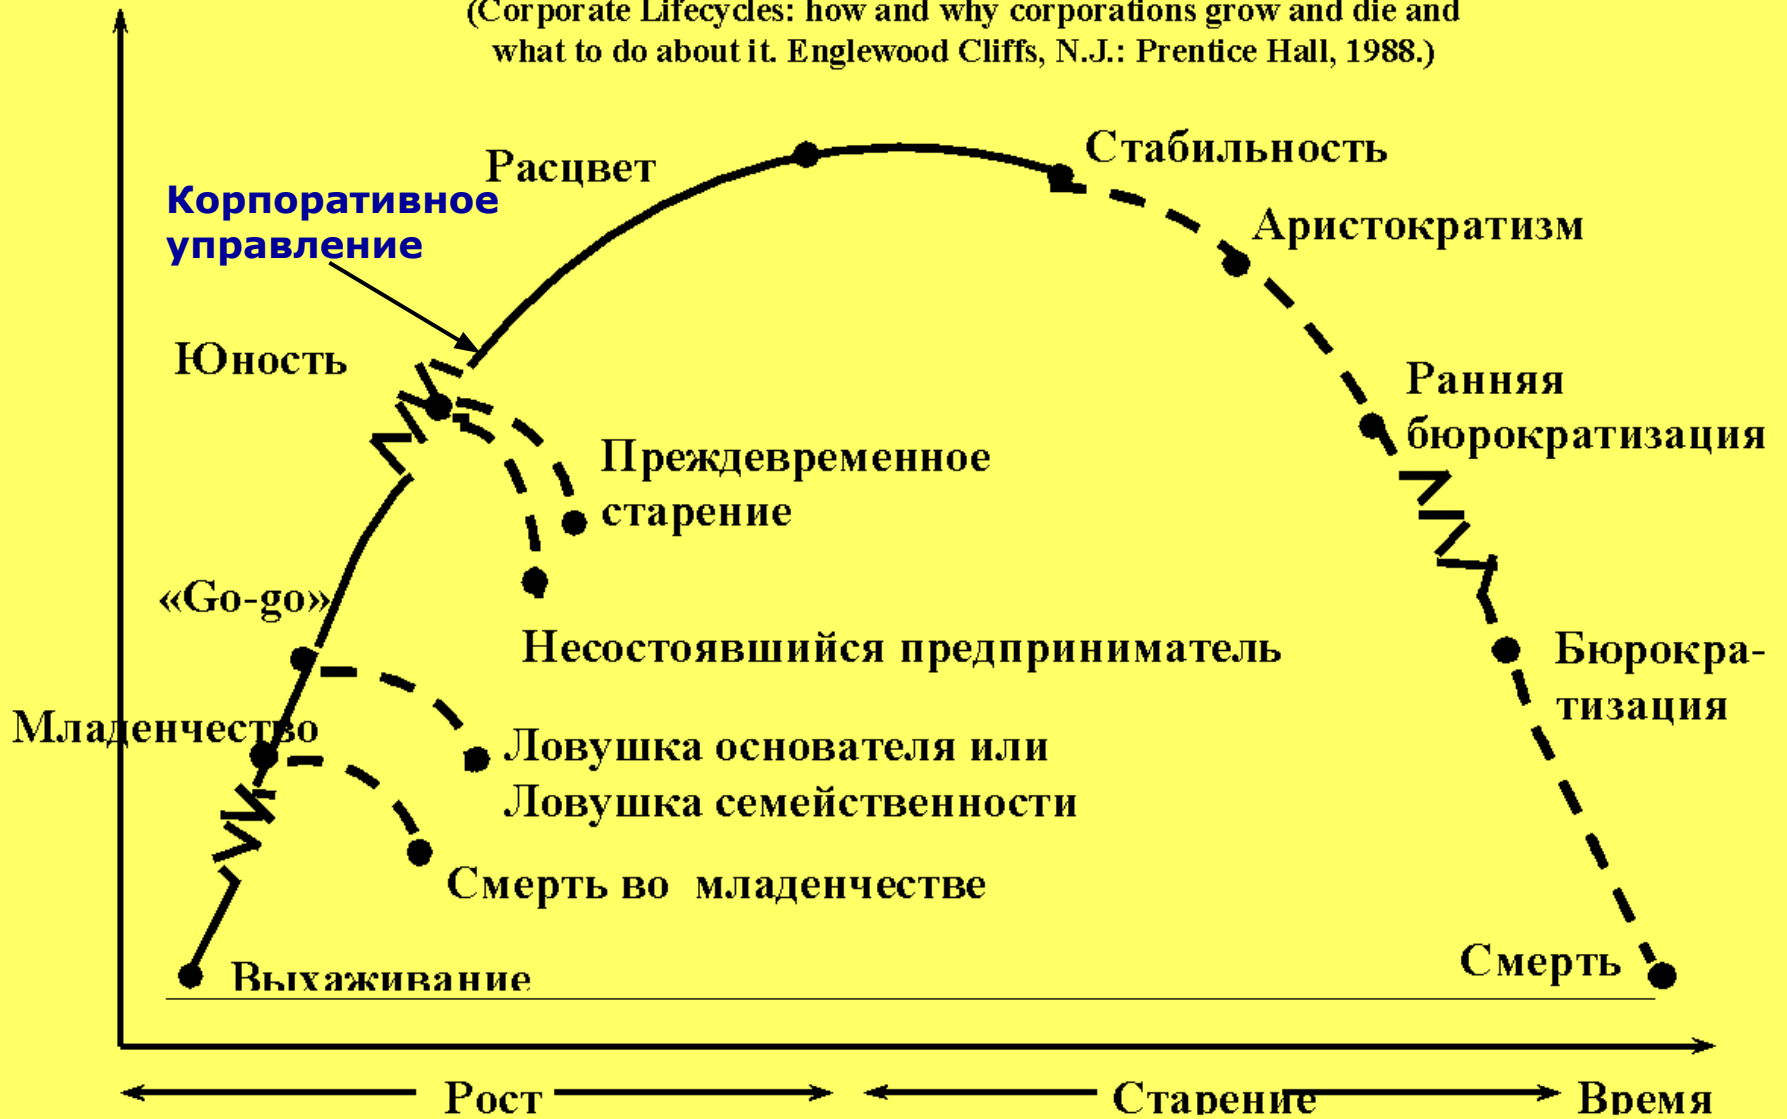 (Corporate Lifecycles: how and why corporations grow and die and
what to do about it. Englewood Cliffs, N.J.: Prentice Hall, 1988.)
Стабильность
Расцвет
Корпоративное
управление
Аристократизм
Юность
Ранняя
бюрократизация
Преждевременное
старение
«Go-go»
Несостоявшийся предприниматель
Бюрокра-
тизация
Младенчество
Ловушка основателя или
Ловушка семейственности
Смерть во младенчестве
Смерть
Выхаживание
Рост
Старение
Время